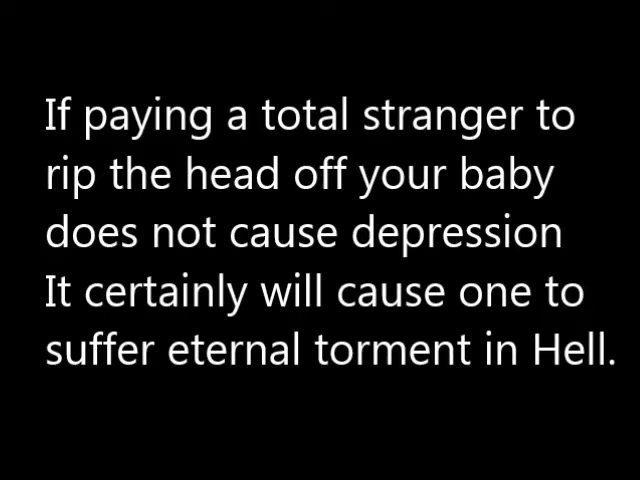 If paying a total stranger to
rip the head off your baby
does not cause depression
It certainly will cause one to
suffer eternal torment in Hell.